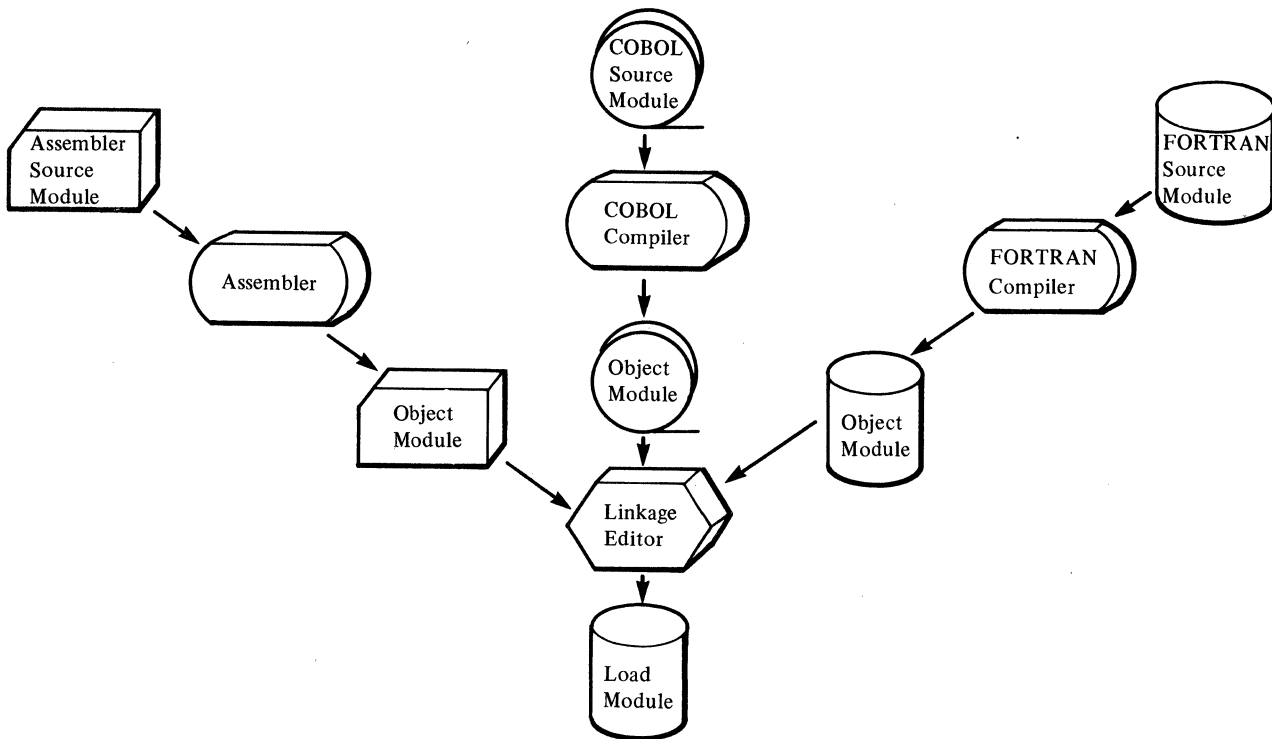 COBOL
Source
Module
Assembler
Source
Module
FORTRAN
Source
Module
COBOL
Compiler
Assembler
FORTRAN
Compiler
Object
Module
Object
Module
Object
Module
Linkage
Editor
Load
Module